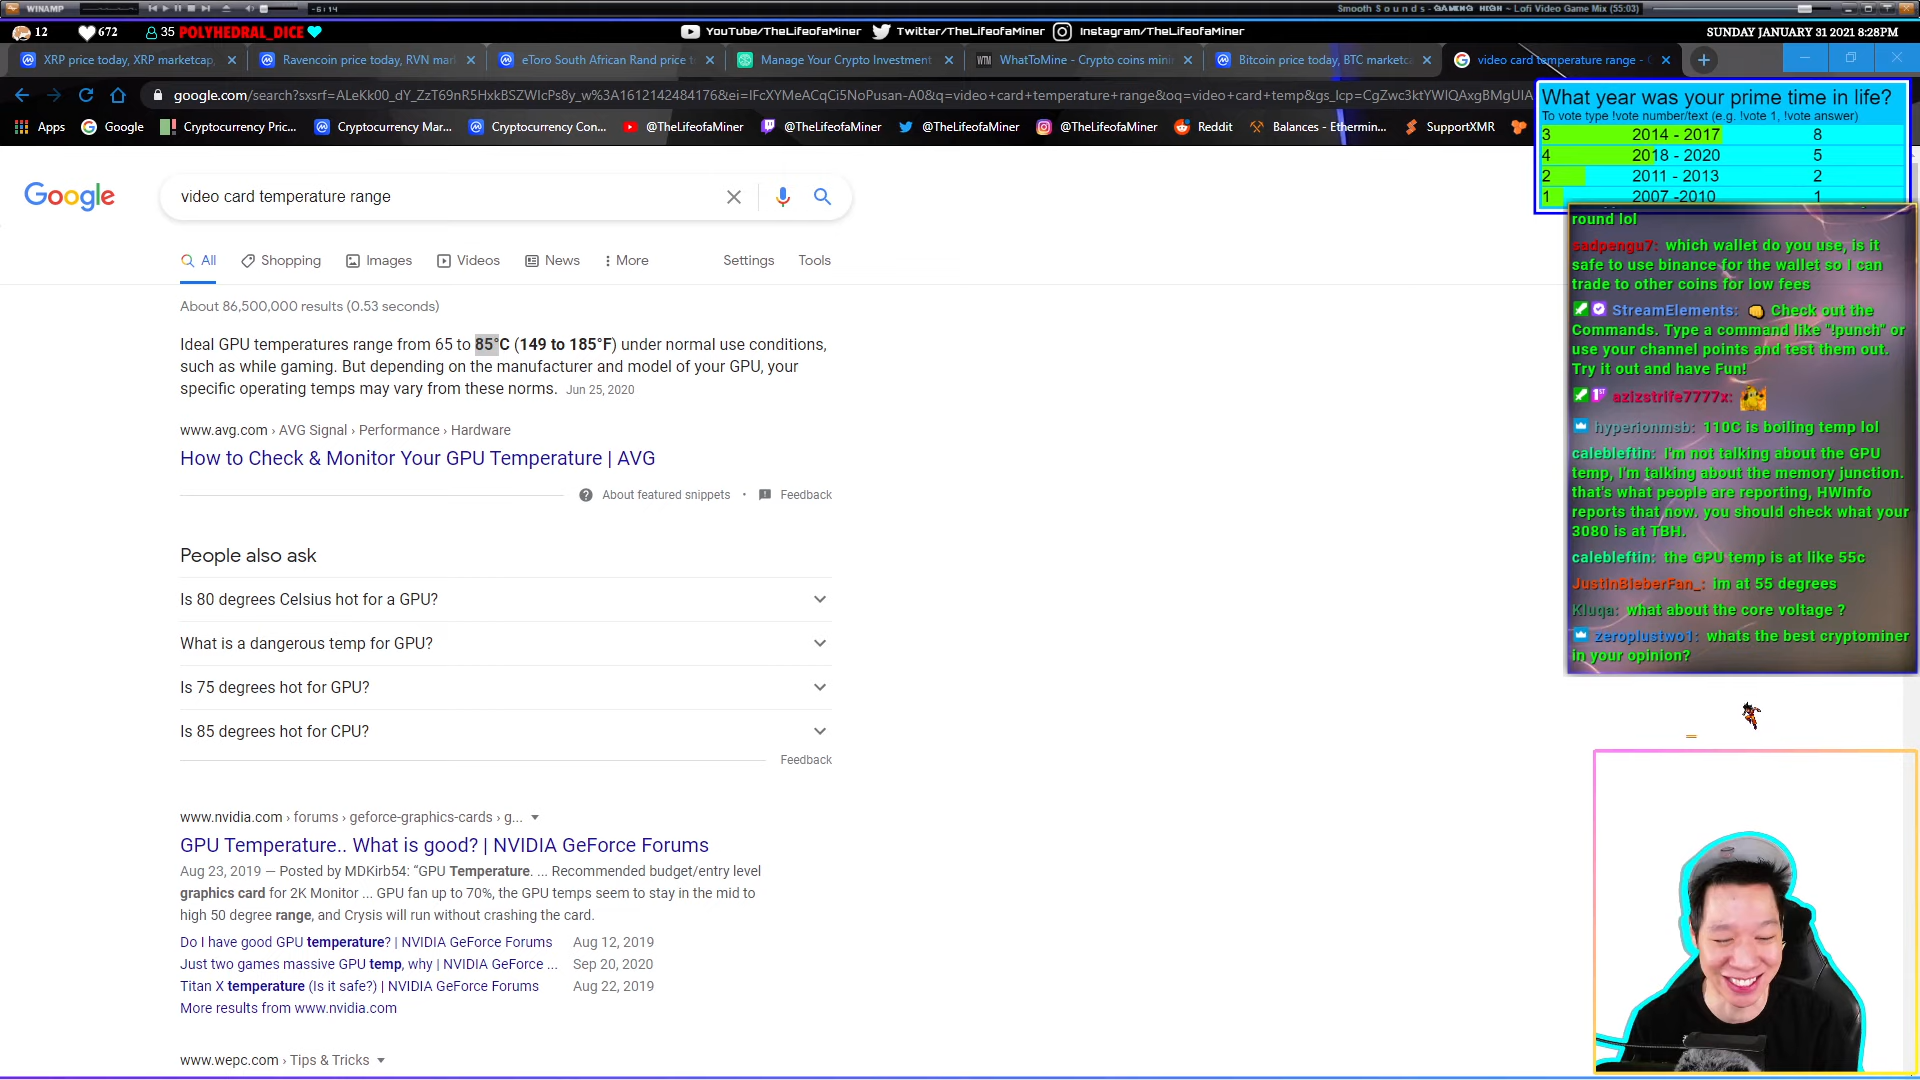 WINAMP
-6:14
Smooth Sounds - GAMING HIGH ~ Lofi Video Game Mix (55:03)
12
672
35 POLYHEDRAL_DICE
YouTube/TheLifeofaMiner
Twitter/TheLifeofaMiner
Instagram/TheLifeofaMiner
SUNDAY JANUARY 31 2021 8:28PM
XRP price today, XRP marketcap,
Ravencoin price today, RVN mar
eToro South African Rand price t
Manage Your Crypto Investment
WTM
WhatToMine - Crypto coins mini
Bitcoin price today, BTC marketc
video card temperature range -
google.com/search?sxsrf=ALeKk00_dY_ZzT69nR5HxkBSZWIcPs8y_w%3A1612142484176&ei=IFcXYMeACqCi5NoPusan-A0&q=video+card+temperature+range&oq=video+card+temp&gs_lcp=CgZwc3ktYWIQAxgBMgUIA
Apps
Google
Cryptocurrency Pric...
Cryptocurrency Mar...
Cryptocurrency Con...
@TheLifeofaMiner
@TheLifeofaMiner
@TheLifeofaMiner
@TheLifeofaMiner
Reddit
Balances - Ethermin...
SupportXMR
What year was your prime time in life?
To vote type !vote number/text (e.g. !vote 1, !vote answer)
3 2014 - 2017 8
4 2018 - 2020 5
2 2011 - 2013 2
1 2007 -2010 1
Google
video card temperature range
All
Shopping
Images
Videos
News
More
Settings
Tools
About 86,500,000 results (0.53 seconds)
Ideal GPU temperatures range from 65 to 85°C (149 to 185°F) under normal use conditions,
such as while gaming. But depending on the manufacturer and model of your GPU, your
specific operating temps may vary from these norms. Jun 25, 2020
www.avg.com › AVG Signal › Performance › Hardware
How to Check & Monitor Your GPU Temperature | AVG
About featured snippets • Feedback
People also ask
Is 80 degrees Celsius hot for a GPU?
What is a dangerous temp for GPU?
Is 75 degrees hot for GPU?
Is 85 degrees hot for CPU?
Feedback
www.nvidia.com › forums › geforce-graphics-cards › g...
GPU Temperature.. What is good? | NVIDIA GeForce Forums
Aug 23, 2019 — Posted by MDKirb54: “GPU Temperature. ... Recommended budget/entry level
graphics card for 2K Monitor ... GPU fan up to 70%, the GPU temps seem to stay in the mid to
high 50 degree range, and Crysis will run without crashing the card.
Do I have good GPU temperature? | NVIDIA GeForce Forums Aug 12, 2019
Just two games massive GPU temp, why | NVIDIA GeForce ... Sep 20, 2020
Titan X temperature (Is it safe?) | NVIDIA GeForce Forums Aug 22, 2019
More results from www.nvidia.com
www.wepc.com › Tips & Tricks
round lol
sadpengu7: which wallet do you use, is it
safe to use binance for the wallet so I can
trade to other coins for low fees
StreamElements: Check out the
Commands. Type a command like "!punch" or
use your channel points and test them out.
Try it out and have Fun!
1st azizstrife7777x:
hyperionmsb: 110C is boiling temp lol
calebleftin: I'm not talking about the GPU
temp, I'm talking about the memory junction.
that's what people are reporting, HWInfo
reports that now. you should check what your
3080 is at TBH.
calebleftin: the GPU temp is at like 55c
JustinBieberFan_: im at 55 degrees
Kluqa: what about the core voltage ?
zeroplustwo1: whats the best cryptominer
in your opinion?